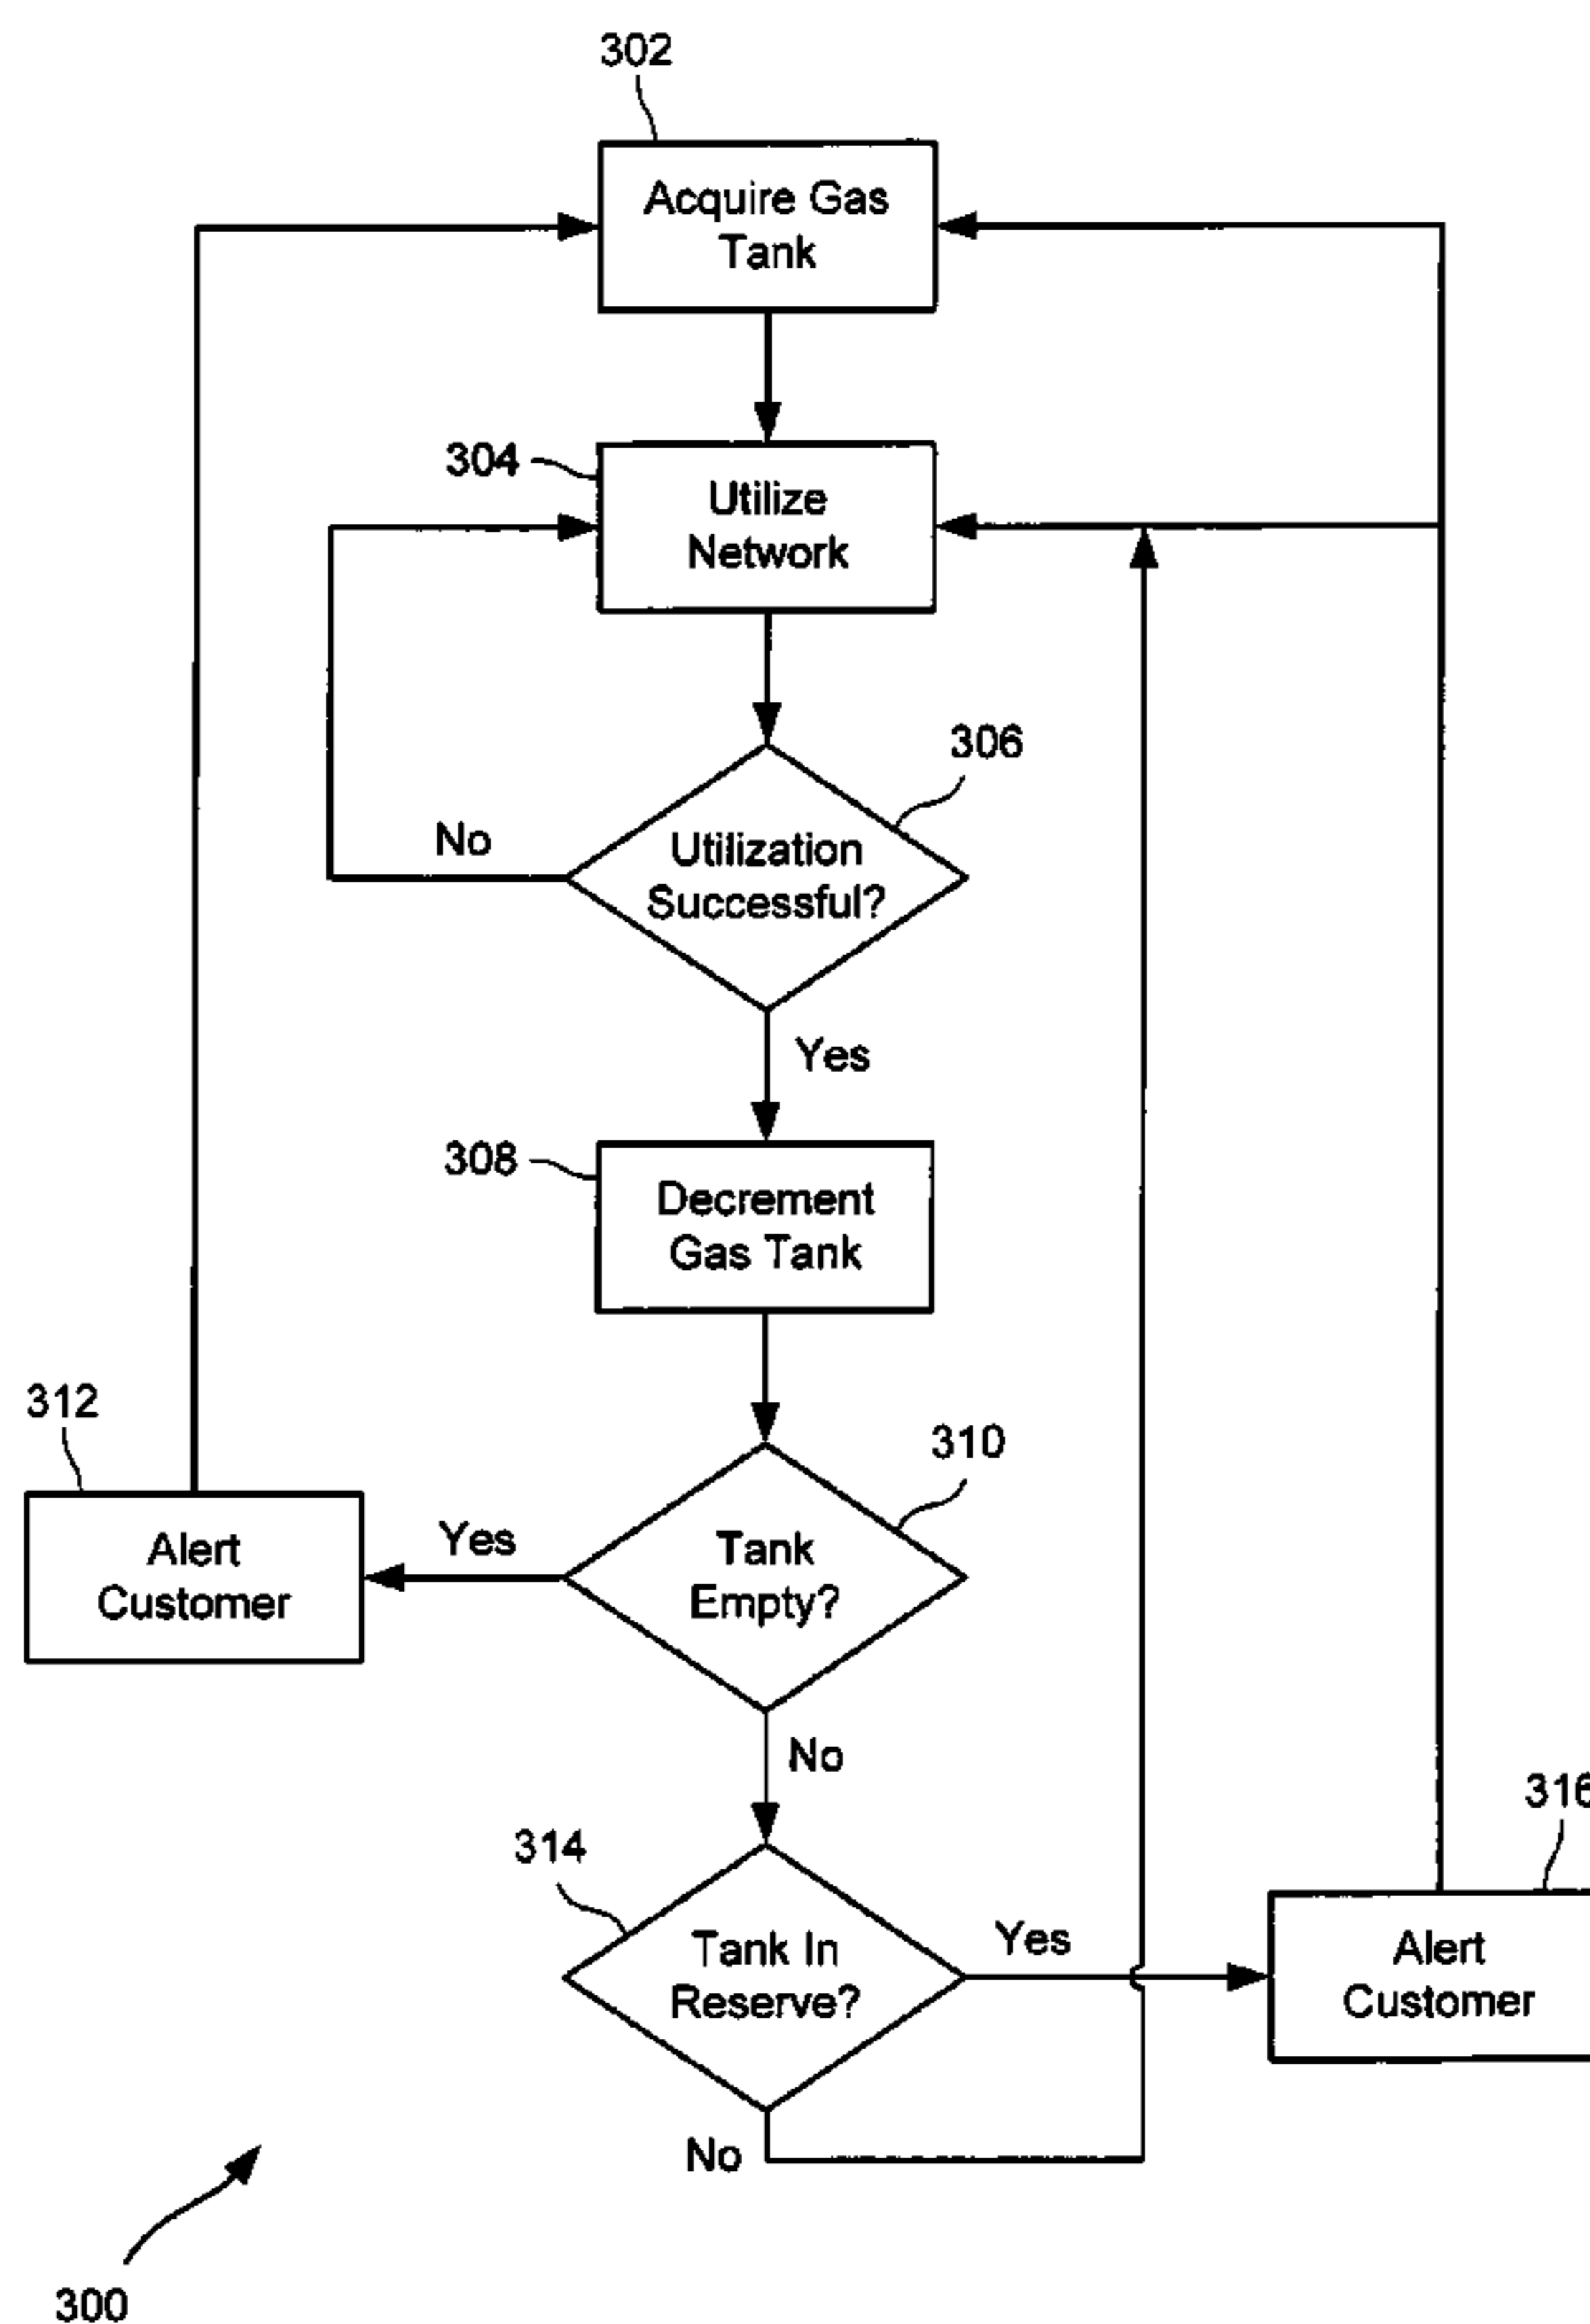 302
Acquire Gas
Tank
304
Utilize
Network
306
Utilization
Successful?
No
Yes
308
Decrement
Gas Tank
312
310
Alert
Customer
Yes
Tank
Empty?
No
316
314
Tank In
Reserve?
Yes
Alert
Customer
No
300